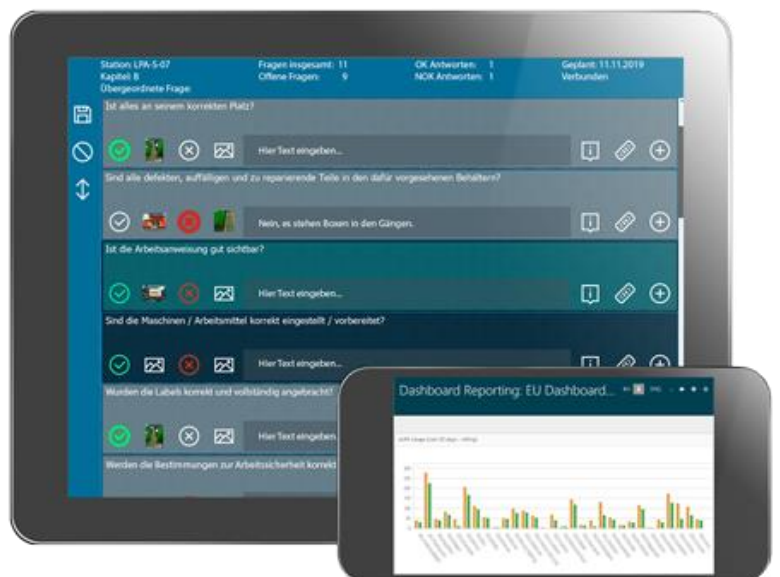 Station: LPA-S-07
Kapitel: B
Übergeordnete Frage:
Fragen insgesamt: 11
Offene Fragen: 9
OK Antworten: 1
NOK Antworten: 1
Geplant: 11.11.2019
Verbunden
Ist alles an seinem korrekten Platz?
Hier Text eingeben...
Sind alle defekten, auffälligen und zu reparierende Teile in den dafür vorgesehenen Behältern?
Nein, es stehen Boxen in den Gängen.
Ist die Arbeitsanweisung gut sichtbar?
Hier Text eingeben...
Sind die Maschinen / Arbeitsmittel korrekt eingestellt / vorbereitet?
Hier Text eingeben...
Wurden die Labels korrekt und vollständig angebracht?
Hier Text eingeben
Werden die Bestimmungen zur Arbeitssicherheit korrekt
Dashboard Reporting: EU Dashboard...